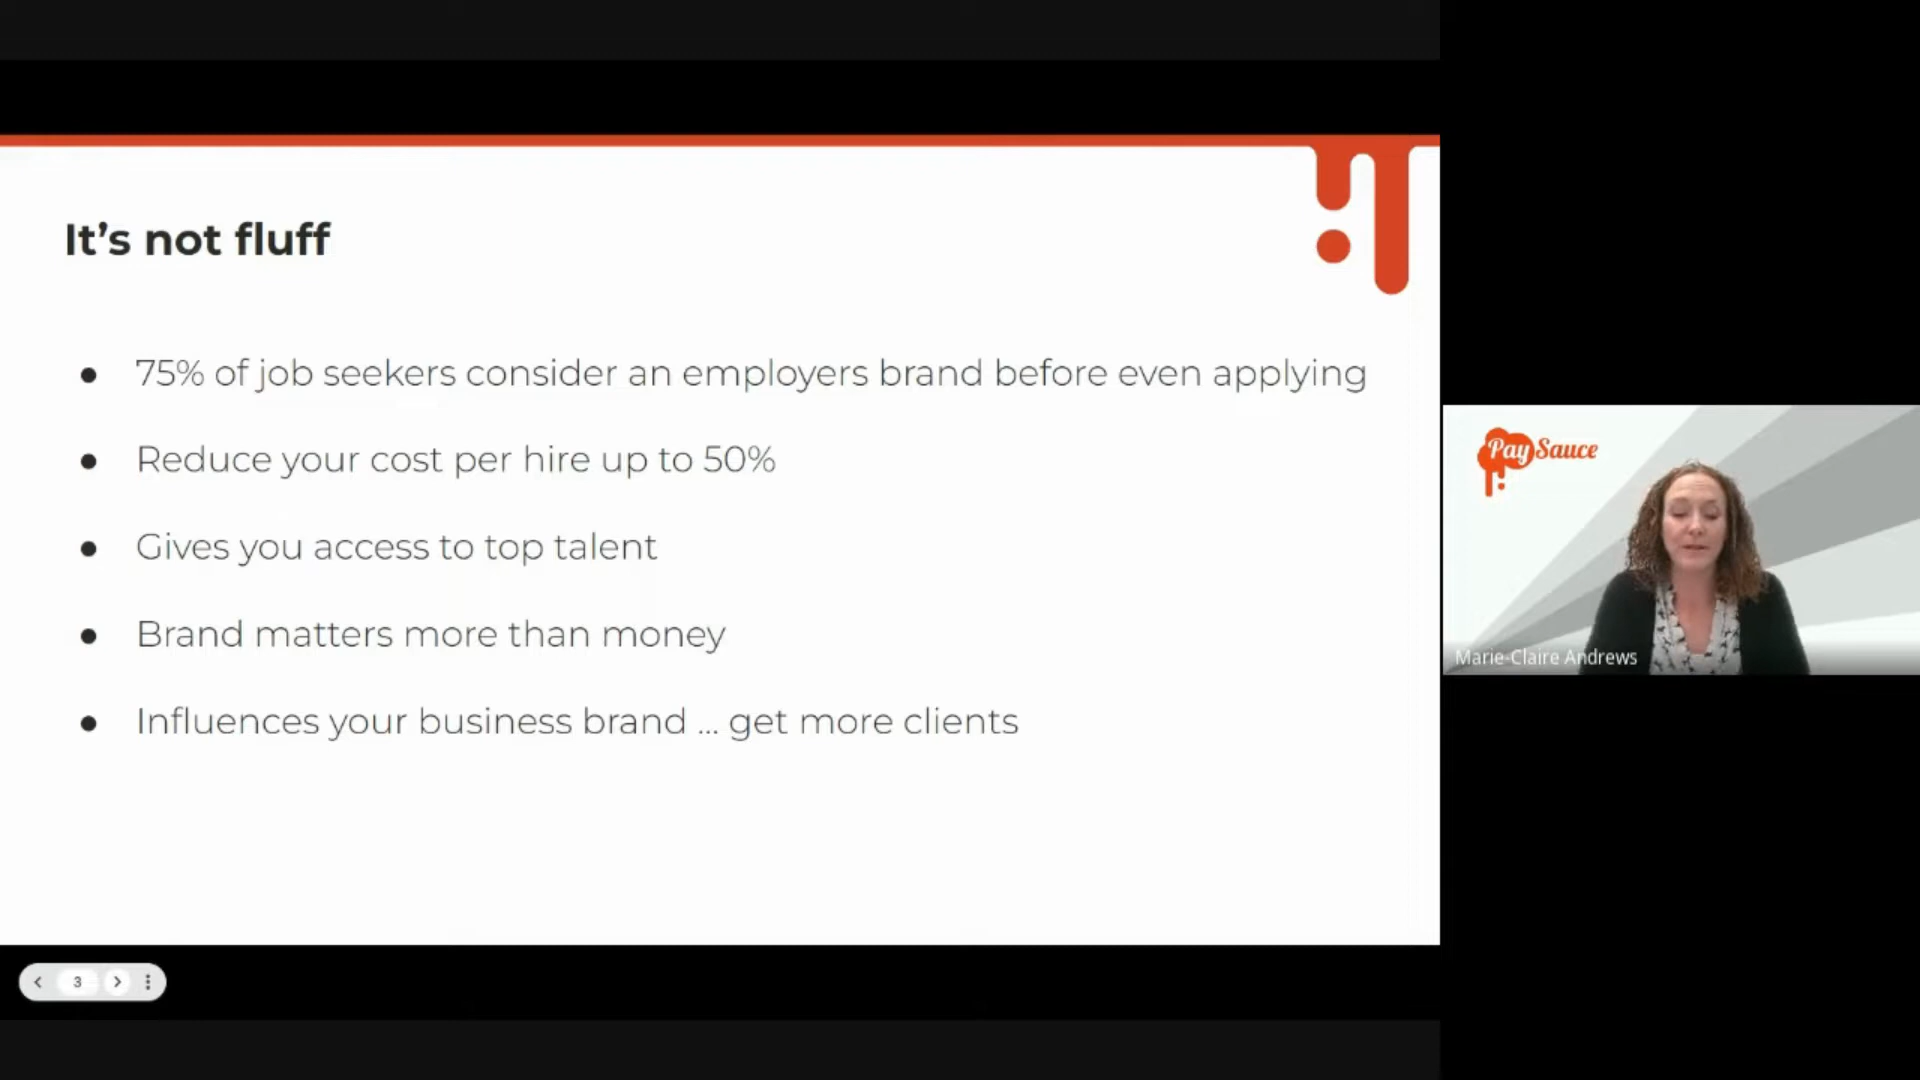 It's not fluff
● 75% of job seekers consider an employers brand before even applying
● Reduce your cost per hire up to 50%
● Gives you access to top talent
● Brand matters more than money
● Influences your business brand ... get more clients
PaySauce
Marie-Claire Andrews
3